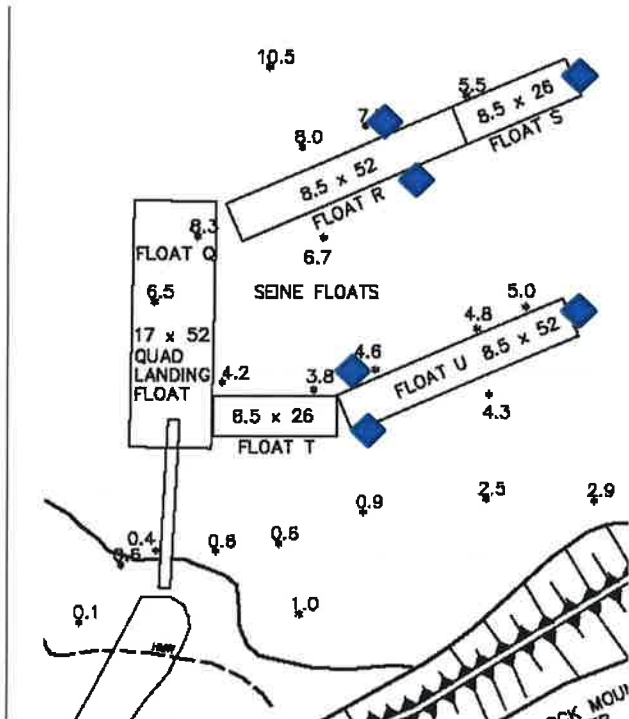 10.5
5.5
8.5 x 26
FLOAT S
8.0
8.5 x 52
FLOAT R
8.3
FLOAT Q
6.7
6.5
SEINE FLOATS
5.0
4.8
17 x 52
QUAD
LANDING
FLOAT
4.6
FLOAT U 8.5 x 52
4.2
3.8
4.3
8.5 x 26
FLOAT T
0.9
2.5
2.9
0.4
0.6
0.6
0.1
1.0
HMW